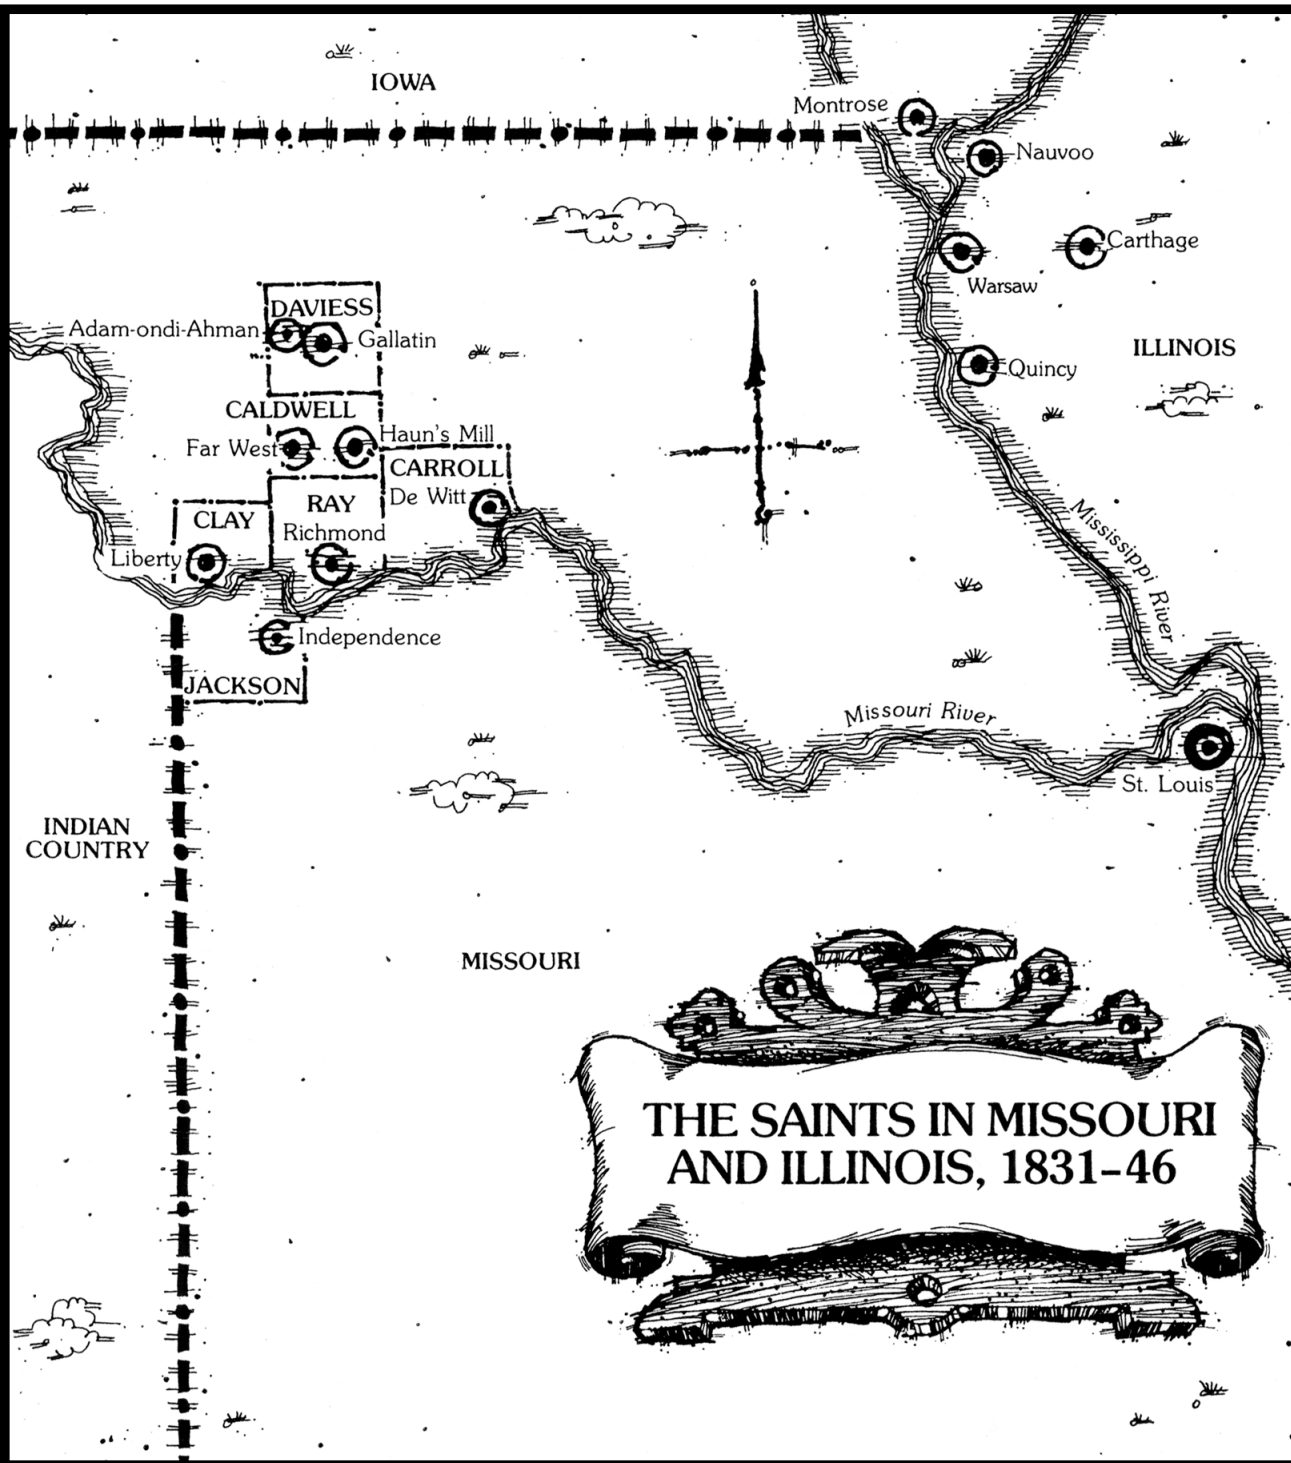 IOWA
Montrose
Nauvoo
Carthage
Warsaw
DAVIESS
Adam-ondi-Ahman
Gallatin
ILLINOIS
Quincy
CALDWELL
Far West
Haun's Mill
CARROLL
De Witt
RAY
Richmond
CLAY
Liberty
Mississippi River
Independence
JACKSON
Missouri River
St. Louis
INDIAN
COUNTRY
MISSOURI
THE SAINTS IN MISSOURI
AND ILLINOIS, 1831–46